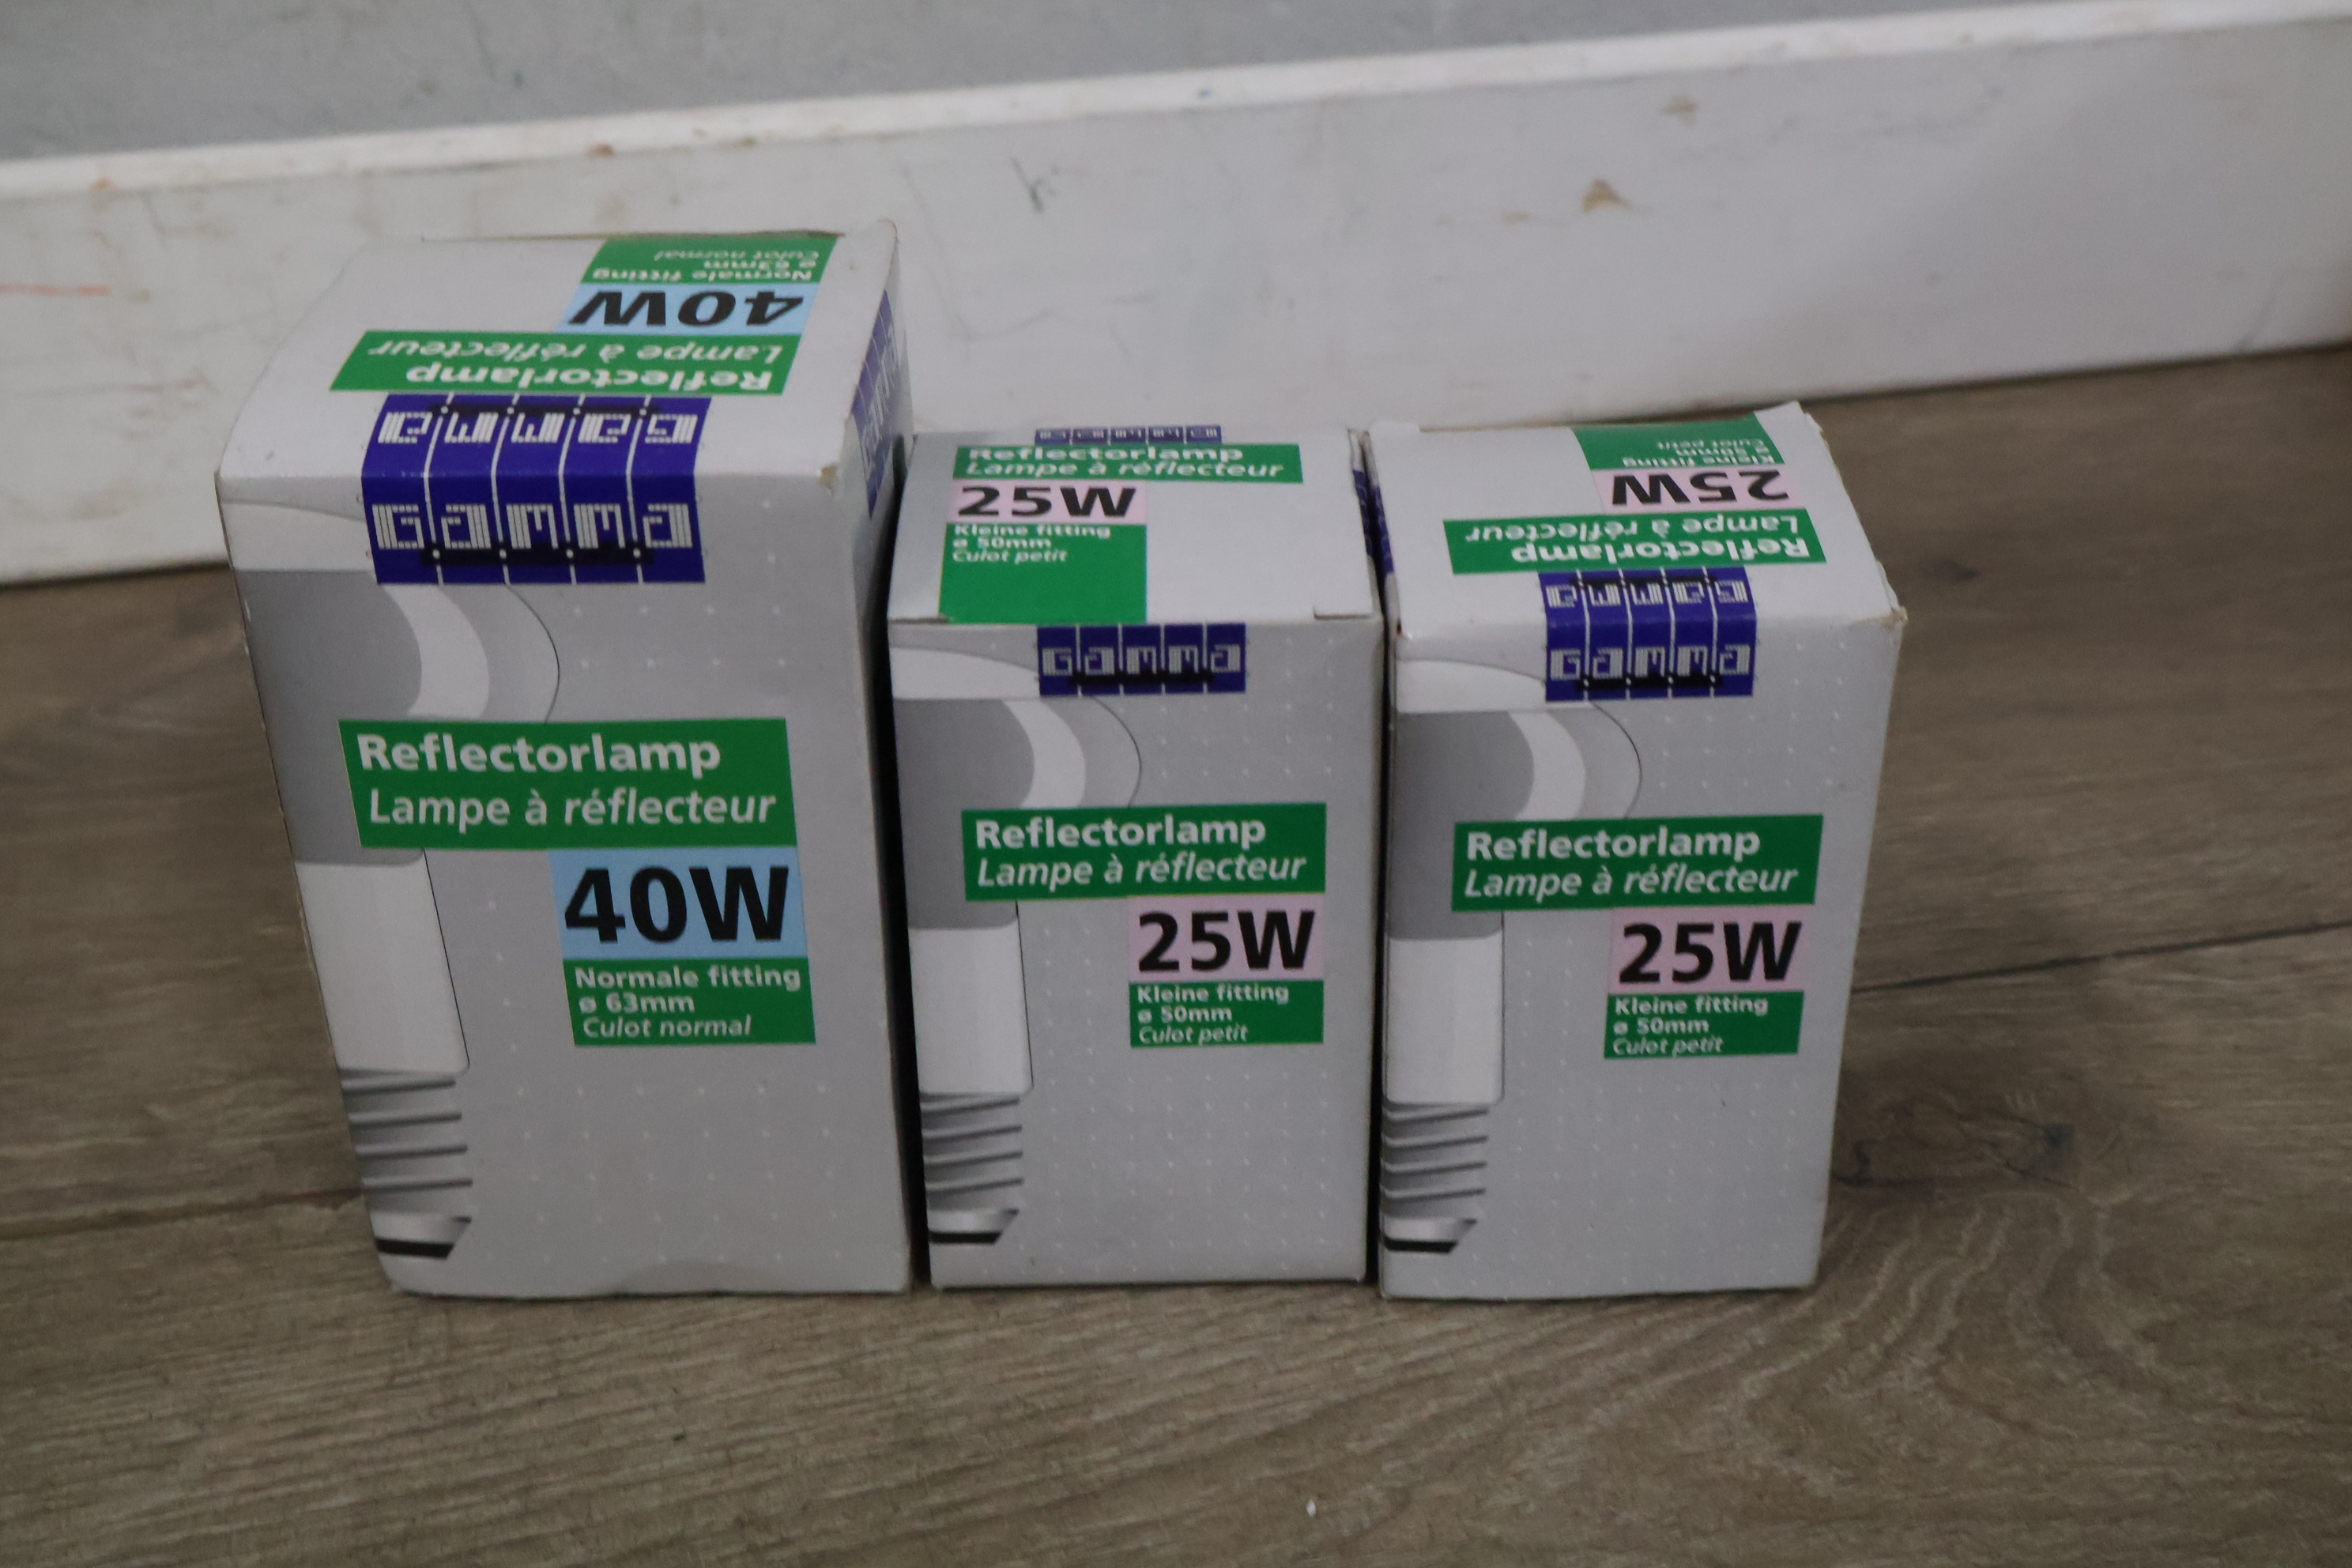 Culot normal
ø 63mm
Normale fitting
40W
Lampe à réflecteur
Reflectorlamp
Gamma
Gamma
Reflectorlamp
Lampe à réflecteur
40W
Normale fitting
ø 63mm
Culot normal
Gamma
Reflectorlamp
Lampe à réflecteur
25W
Kleine fitting
ø 50mm
Culot petit
Gamma
Reflectorlamp
Lampe à réflecteur
25W
Kleine fitting
ø 50mm
Culot petit
Culot petit
ø 50mm
Kleine fitting
25W
Lampe à réflecteur
Reflectorlamp
Gamma
Gamma
Reflectorlamp
Lampe à réflecteur
25W
Kleine fitting
ø 50mm
Culot petit